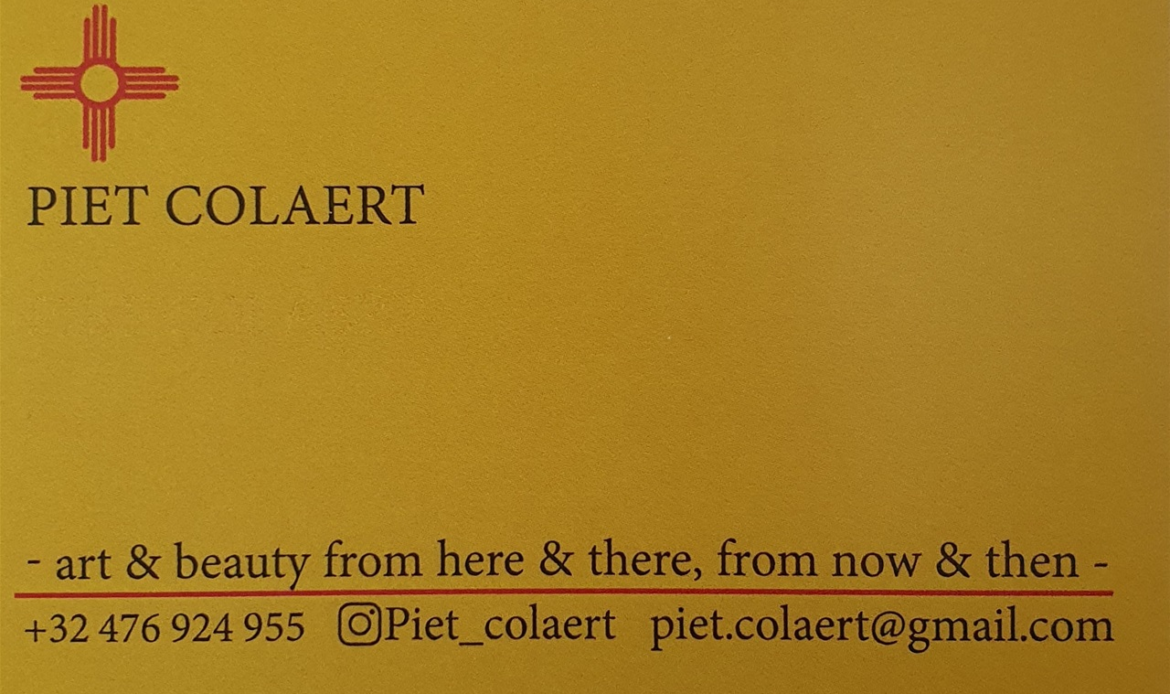 PIET COLAERT
- art & beauty from here & there, from now & then -
+32 476 924 955 Piet_colaert piet.colaert@gmail.com